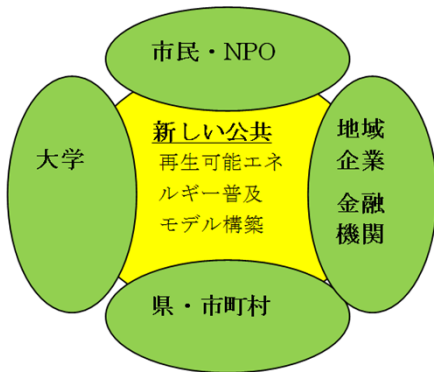 市民・NPO
大学
新しい公共
再生可能エネ
ルギー普及
モデル構築
地域
企業
金融
機関
県・市町村